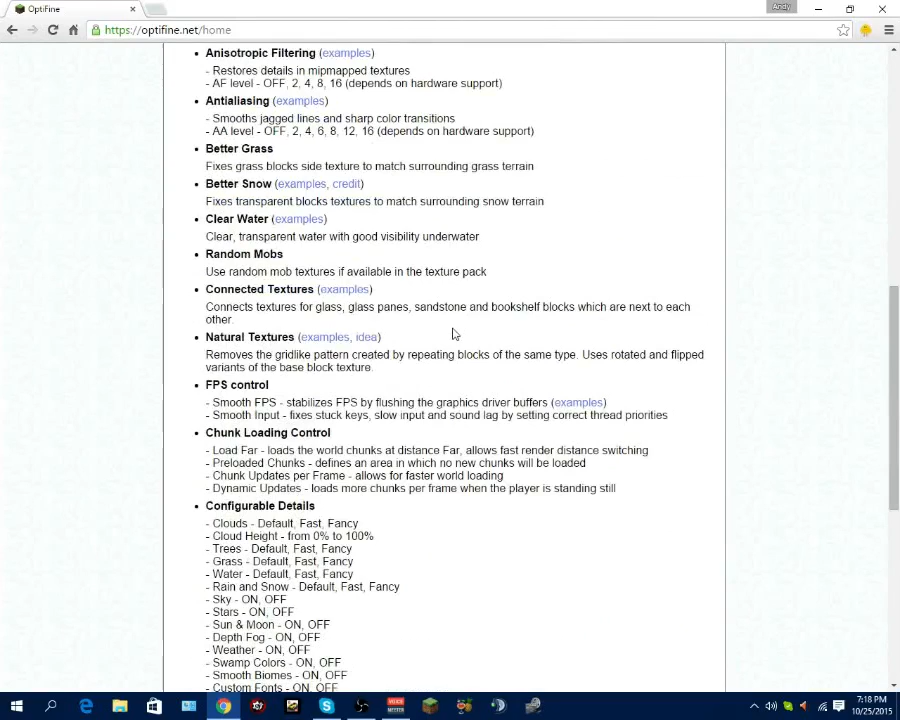 OptiFine
Andy
https://optifine.net/home
• Anisotropic Filtering (examples)
- Restores details in mipmapped textures
- AF level - OFF, 2, 4, 8, 16 (depends on hardware support)
• Antialiasing (examples)
- Smooths jagged lines and sharp color transitions
- AA level - OFF, 2, 4, 6, 8, 12, 16 (depends on hardware support)
• Better Grass
Fixes grass blocks side texture to match surrounding grass terrain
• Better Snow (examples, credit)
Fixes transparent blocks textures to match surrounding snow terrain
• Clear Water (examples)
Clear, transparent water with good visibility underwater
• Random Mobs
Use random mob textures if available in the texture pack
• Connected Textures (examples)
Connects textures for glass, glass panes, sandstone and bookshelf blocks which are next to each
other.
• Natural Textures (examples, idea)
Removes the gridlike pattern created by repeating blocks of the same type. Uses rotated and flipped
variants of the base block texture.
• FPS control
- Smooth FPS - stabilizes FPS by flushing the graphics driver buffers (examples)
- Smooth Input - fixes stuck keys, slow input and sound lag by setting correct thread priorities
• Chunk Loading Control
- Load Far - loads the world chunks at distance Far, allows fast render distance switching
- Preloaded Chunks - defines an area in which no new chunks will be loaded
- Chunk Updates per Frame - allows for faster world loading
- Dynamic Updates - loads more chunks per frame when the player is standing still
• Configurable Details
- Clouds - Default, Fast, Fancy
- Cloud Height - from 0% to 100%
- Trees - Default, Fast, Fancy
- Grass - Default, Fast, Fancy
- Water - Default, Fast, Fancy
- Rain and Snow - Default, Fast, Fancy
- Sky - ON, OFF
- Stars - ON, OFF
- Sun & Moon - ON, OFF
- Depth Fog - ON, OFF
- Weather - ON, OFF
- Swamp Colors - ON, OFF
- Smooth Biomes - ON, OFF
- Custom Fonts - ON, OFF
7:18 PM
10/25/2015